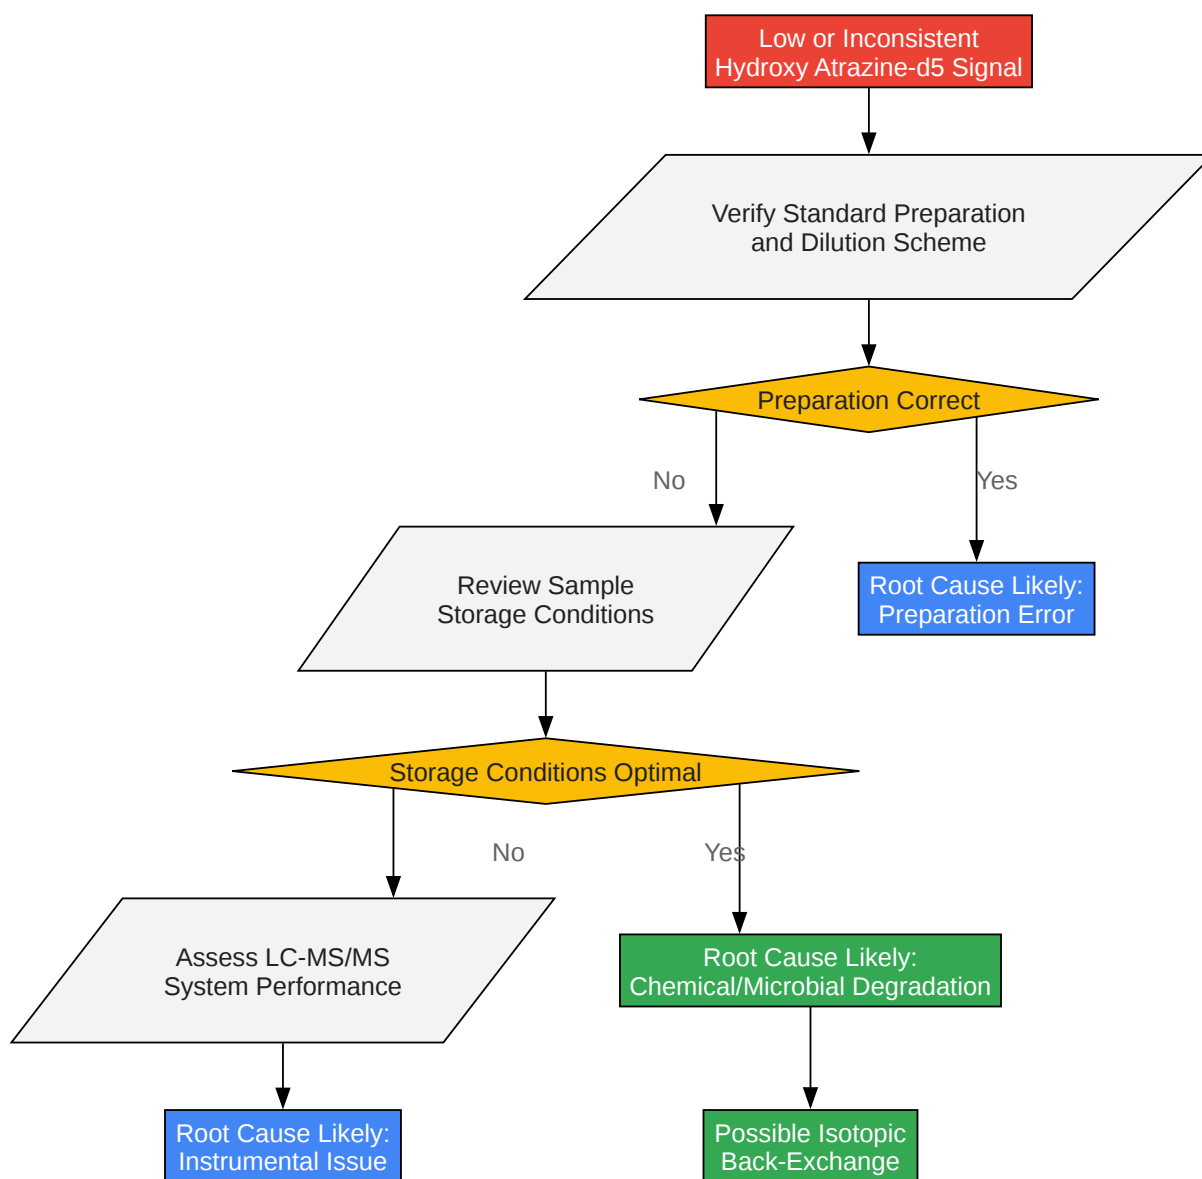 Low or Inconsistent
Hydroxy Atrazine-d5 Signal
Verify Standard Preparation
and Dilution Scheme
Preparation Correct
No
Yes
Review Sample
Storage Conditions
Root Cause Likely:
Preparation Error
Storage Conditions Optimal
No
Yes
Assess LC-MS/MS
System Performance
Root Cause Likely:
Chemical/Microbial Degradation
Root Cause Likely:
Instrumental Issue
Possible Isotopic
Back-Exchange